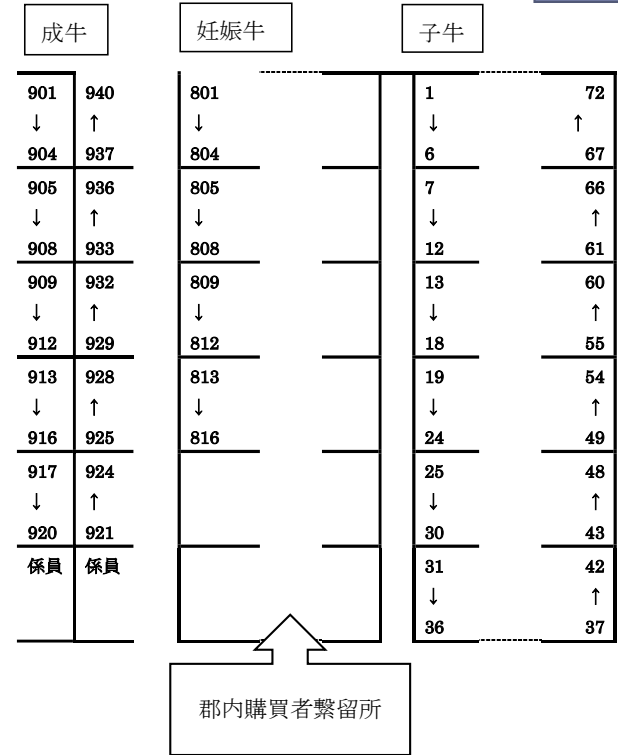 成牛 妊娠牛 子牛
901 940 801 1 72
↓ ↑ ↓ ↓ ↑
904 937 804 6 67
905 936 805 7 66
↓ ↑ ↓ ↓ ↑
908 933 808 12 61
909 932 809 13 60
↓ ↑ ↓ ↓ ↑
912 929 812 18 55
913 928 813 19 54
↓ ↑ ↓ ↓ ↑
916 925 816 24 49
917 924 25 48
↓ ↑ ↓ ↑
920 921 30 43
係員 係員 31 42
↓ ↑
36 37
郡内購買者繋留所